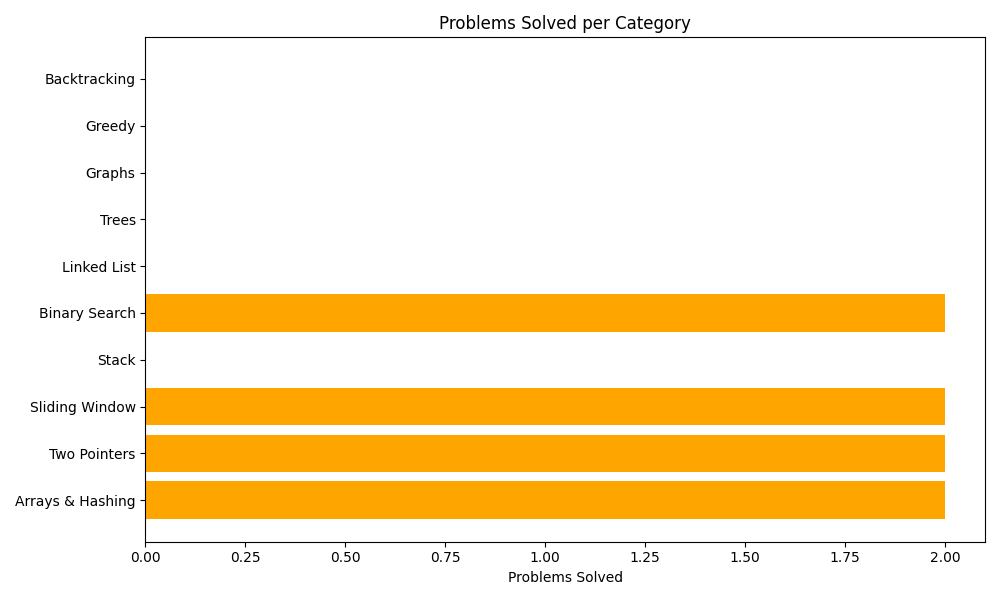 Problems Solved per Category
Backtracking
Greedy
Graphs
Trees
Linked List
Binary Search
Stack
Sliding Window
Two Pointers
Arrays & Hashing
0.00 0.25 0.50 0.75 1.00 1.25 1.50 1.75 2.00
Problems Solved